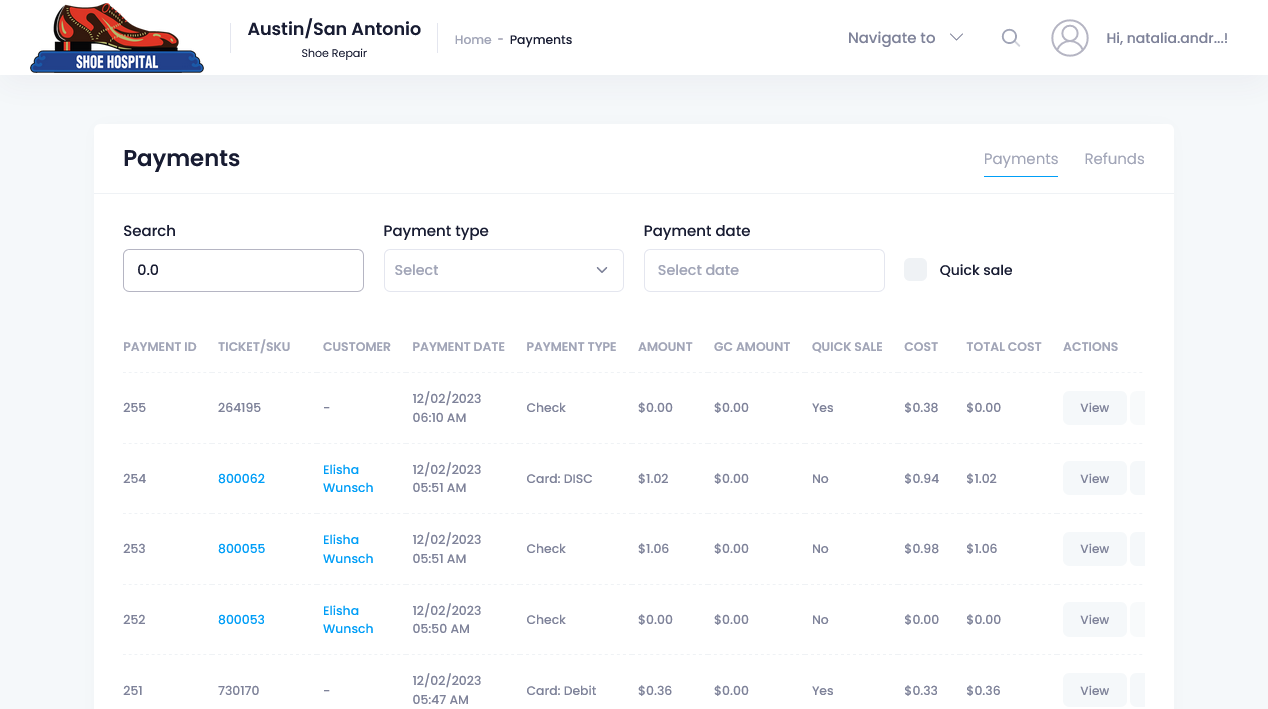 SHOE HOSPITAL
Austin/San Antonio
Shoe Repair
Home - Payments
Navigate to
Hi, natalia.andr...!
Payments
Payments Refunds
Search Payment type Payment date
0.0 Select Select date Quick sale
PAYMENT ID TICKET/SKU CUSTOMER PAYMENT DATE PAYMENT TYPE AMOUNT GC AMOUNT QUICK SALE COST TOTAL COST ACTIONS
255 264195 - 12/02/2023 06:10 AM Check $0.00 $0.00 Yes $0.38 $0.00 View
254 800062 Elisha Wunsch 12/02/2023 05:51 AM Card: DISC $1.02 $0.00 No $0.94 $1.02 View
253 800055 Elisha Wunsch 12/02/2023 05:51 AM Check $1.06 $0.00 No $0.98 $1.06 View
252 800053 Elisha Wunsch 12/02/2023 05:50 AM Check $0.00 $0.00 No $0.00 $0.00 View
251 730170 - 12/02/2023 05:47 AM Card: Debit $0.36 $0.00 Yes $0.33 $0.36 View